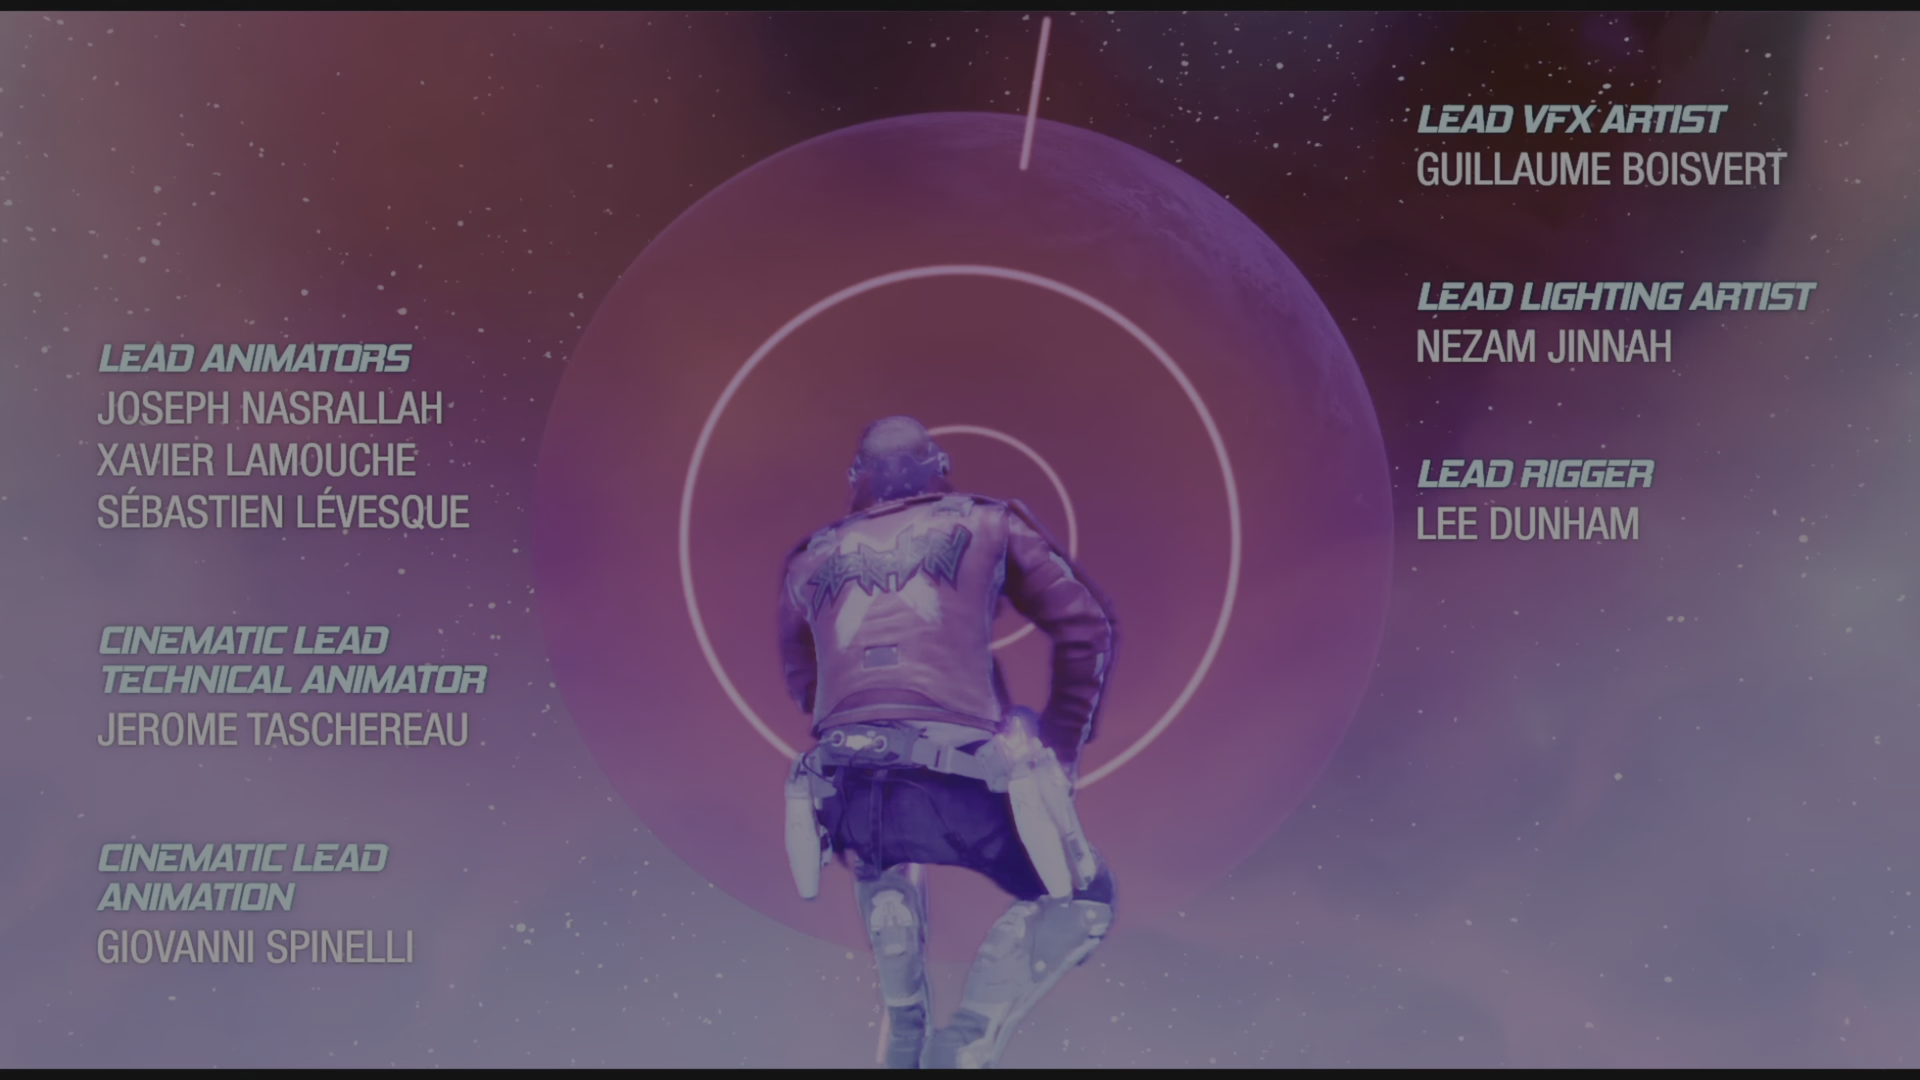 LEAD ANIMATORS
JOSEPH NASRALLAH
XAVIER LAMOUCHE
SÉBASTIEN LÉVESQUE
CINEMATIC LEAD
TECHNICAL ANIMATOR
JEROME TASCHEREAU
CINEMATIC LEAD
ANIMATION
GIOVANNI SPINELLI
LEAD VFX ARTIST
GUILLAUME BOISVERT
LEAD LIGHTING ARTIST
NEZAM JINNAH
LEAD RIGGER
LEE DUNHAM